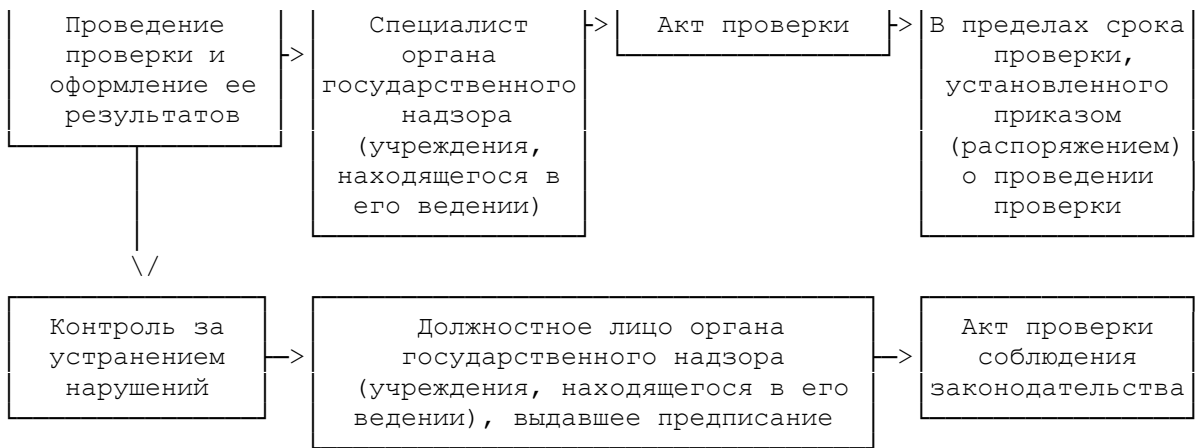 Проведение
проверки и
оформление ее
результатов
->
Специалист
органа
государственного
надзора
(учреждения,
находящегося в
его ведении)
->
Акт проверки
->
В пределах срока
проверки,
установленного
приказом
(распоряжением)
о проведении
проверки
\/
Контроль за
устранением
нарушений
->
Должностное лицо органа
государственного надзора
(учреждения, находящегося в его
ведении), выдавшее предписание
->
Акт проверки
соблюдения
законодательства